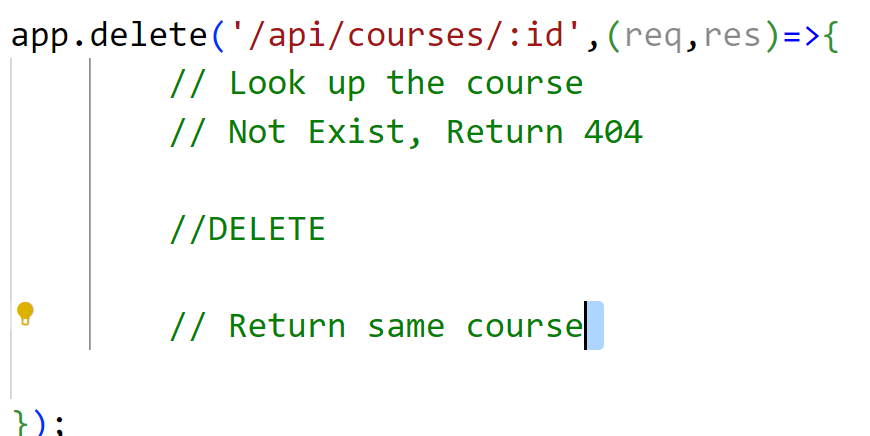 app.delete('/api/courses/:id',(req,res)=>{
// Look up the course
// Not Exist, Return 404
//DELETE
// Return same course
});